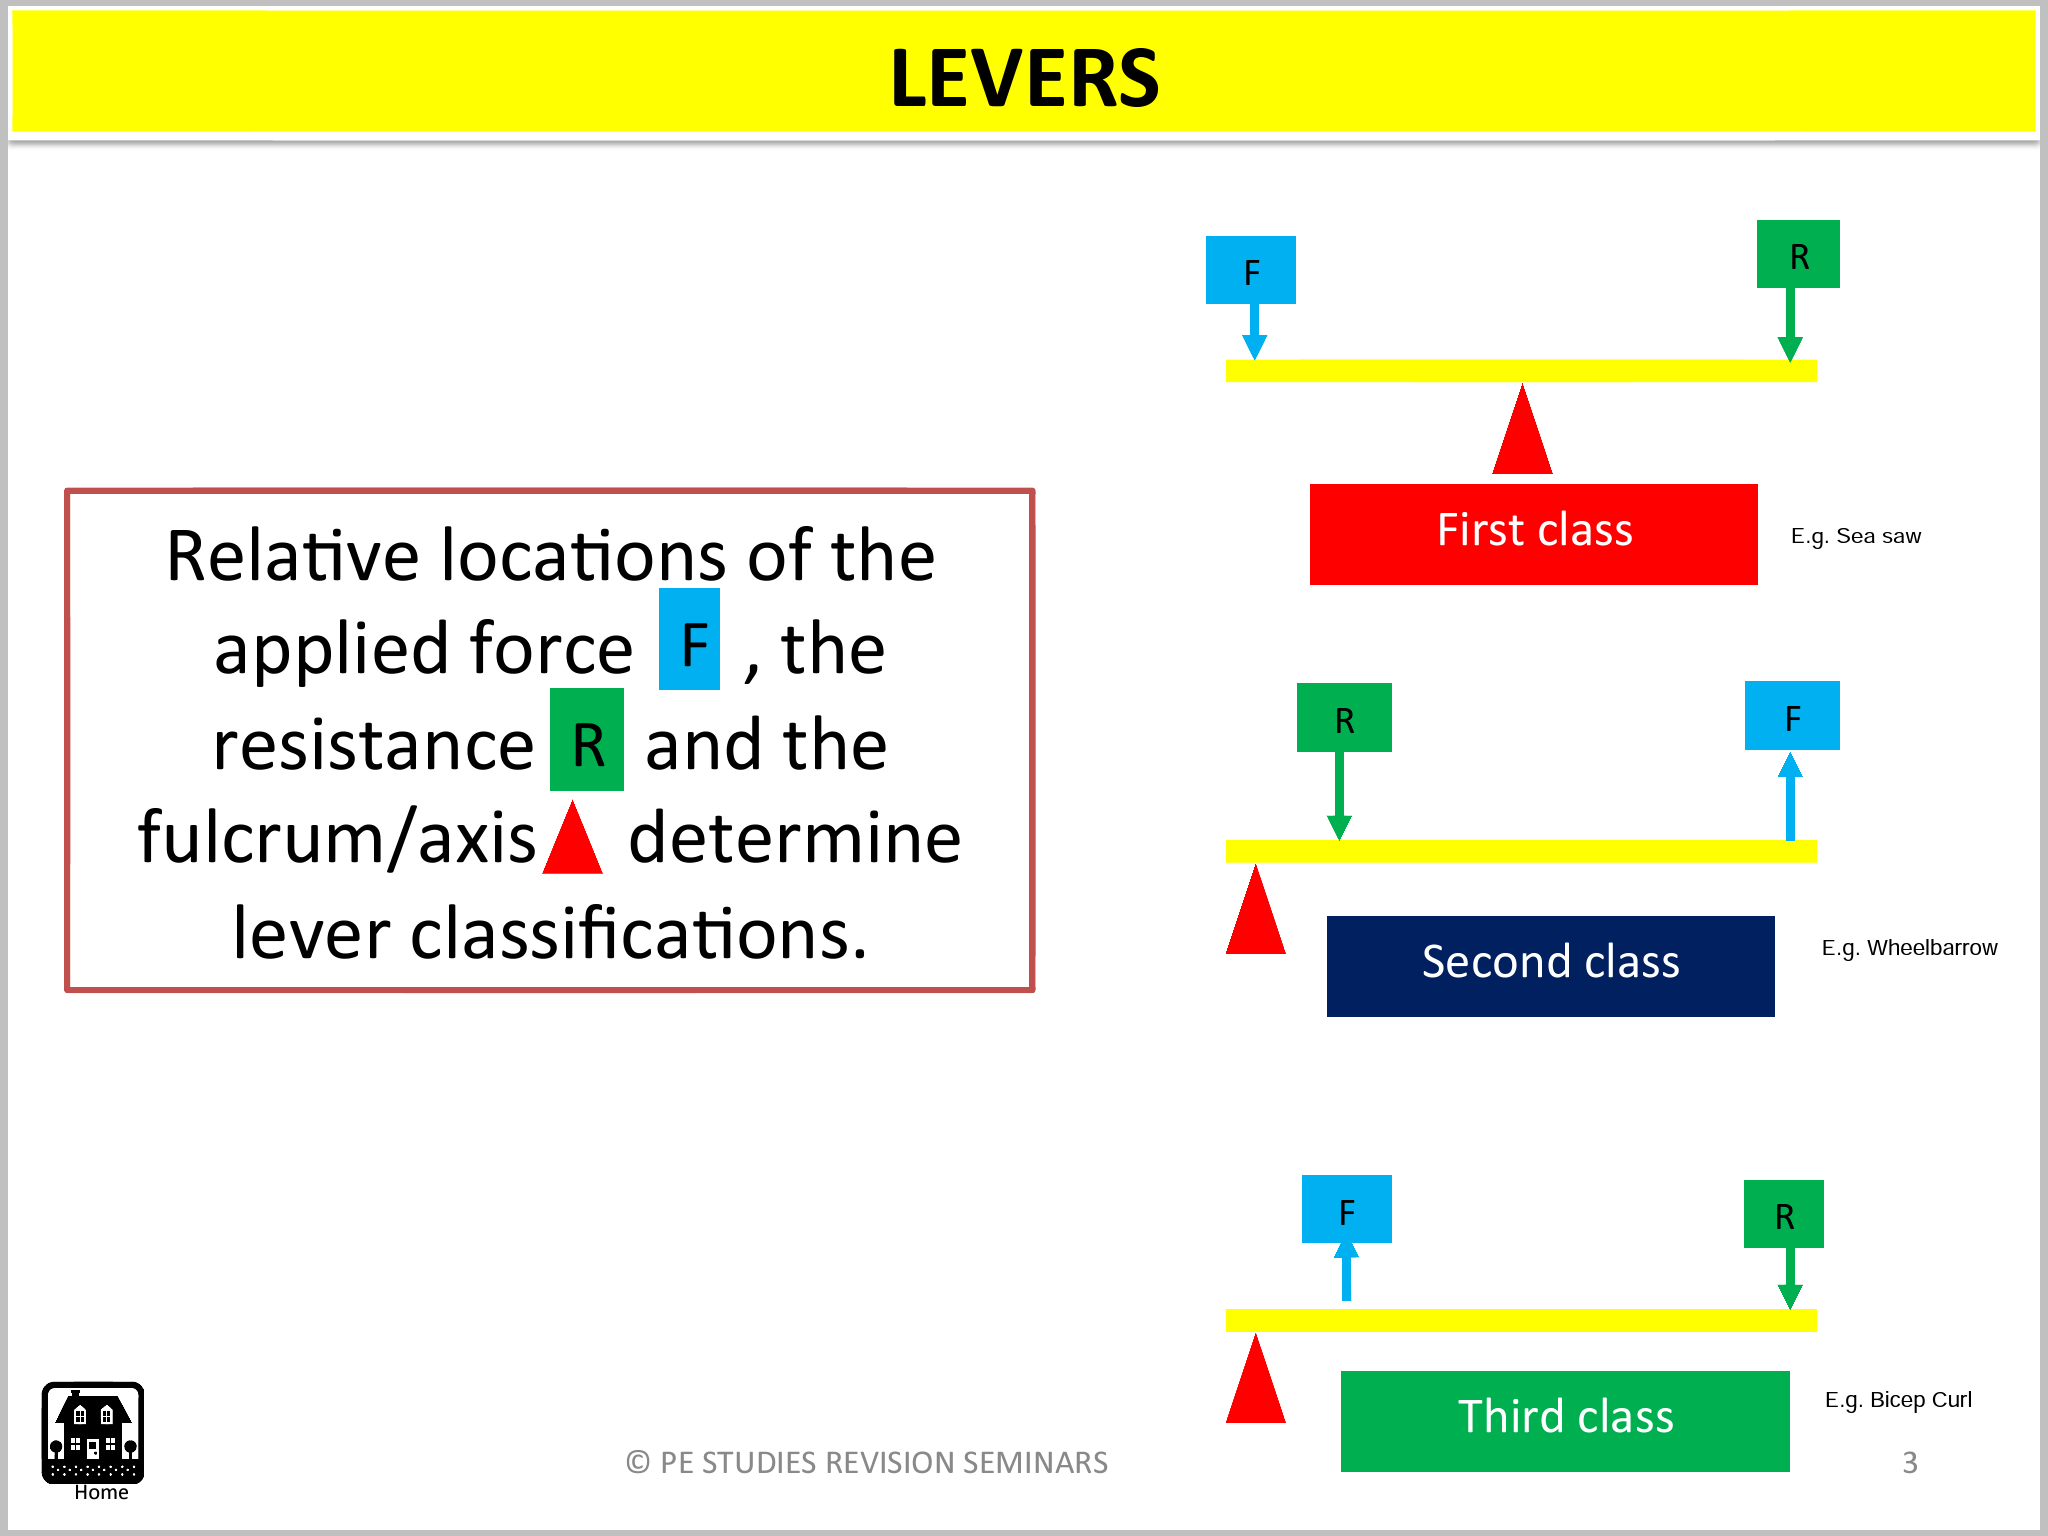 LEVERS
Relative locations of the
applied force F , the
resistance R and the
fulcrum/axis determine
lever classifications.
F
R
First class
E.g. Sea saw
R
F
Second class
E.g. Wheelbarrow
F
R
Third class
E.g. Bicep Curl
Home
© PE STUDIES REVISION SEMINARS
3